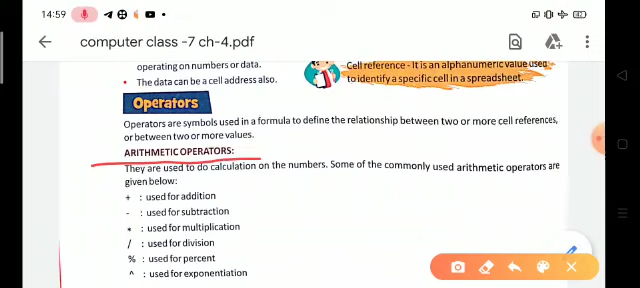 14:59
42
computer class -7 ch-4.pdf
operating on numbers or data.
• The data can be a cell address also.
Cell reference - It is an alphanumeric value used
to identify a specific cell in a spreadsheet.
Operators
Operators are symbols used in a formula to define the relationship between two or more cell references,
or between two or more values.
ARITHMETIC OPERATORS:
They are used to do calculation on the numbers. Some of the commonly used arithmetic operators are
given below:
+ : used for addition
- : used for subtraction
* : used for multiplication
/ : used for division
% : used for percent
^ : used for exponentiation